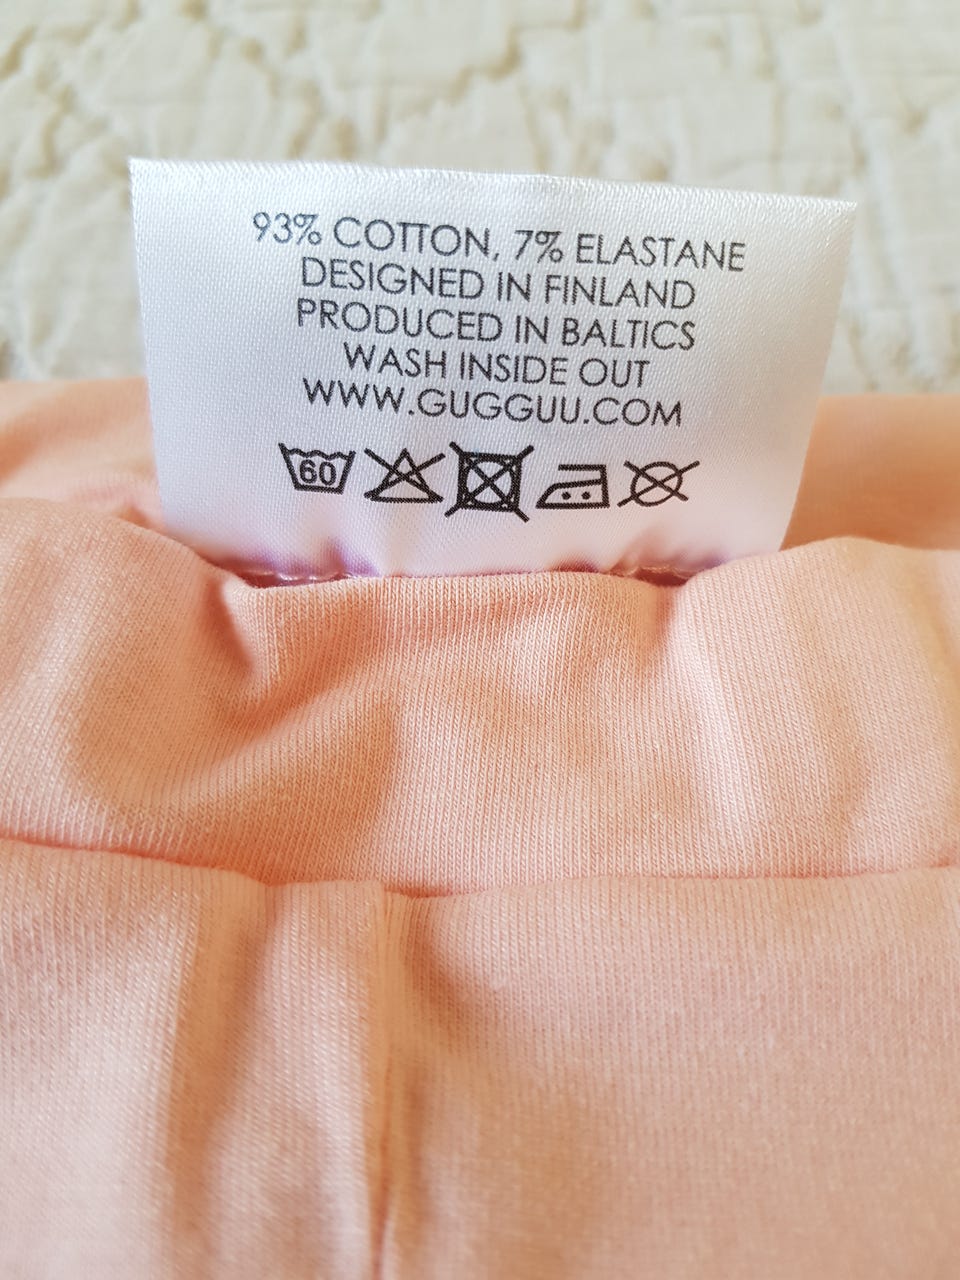 93% COTTON, 7% ELASTANE
DESIGNED IN FINLAND
PRODUCED IN BALTICS
WASH INSIDE OUT
WWW.GUGGUU.COM
60